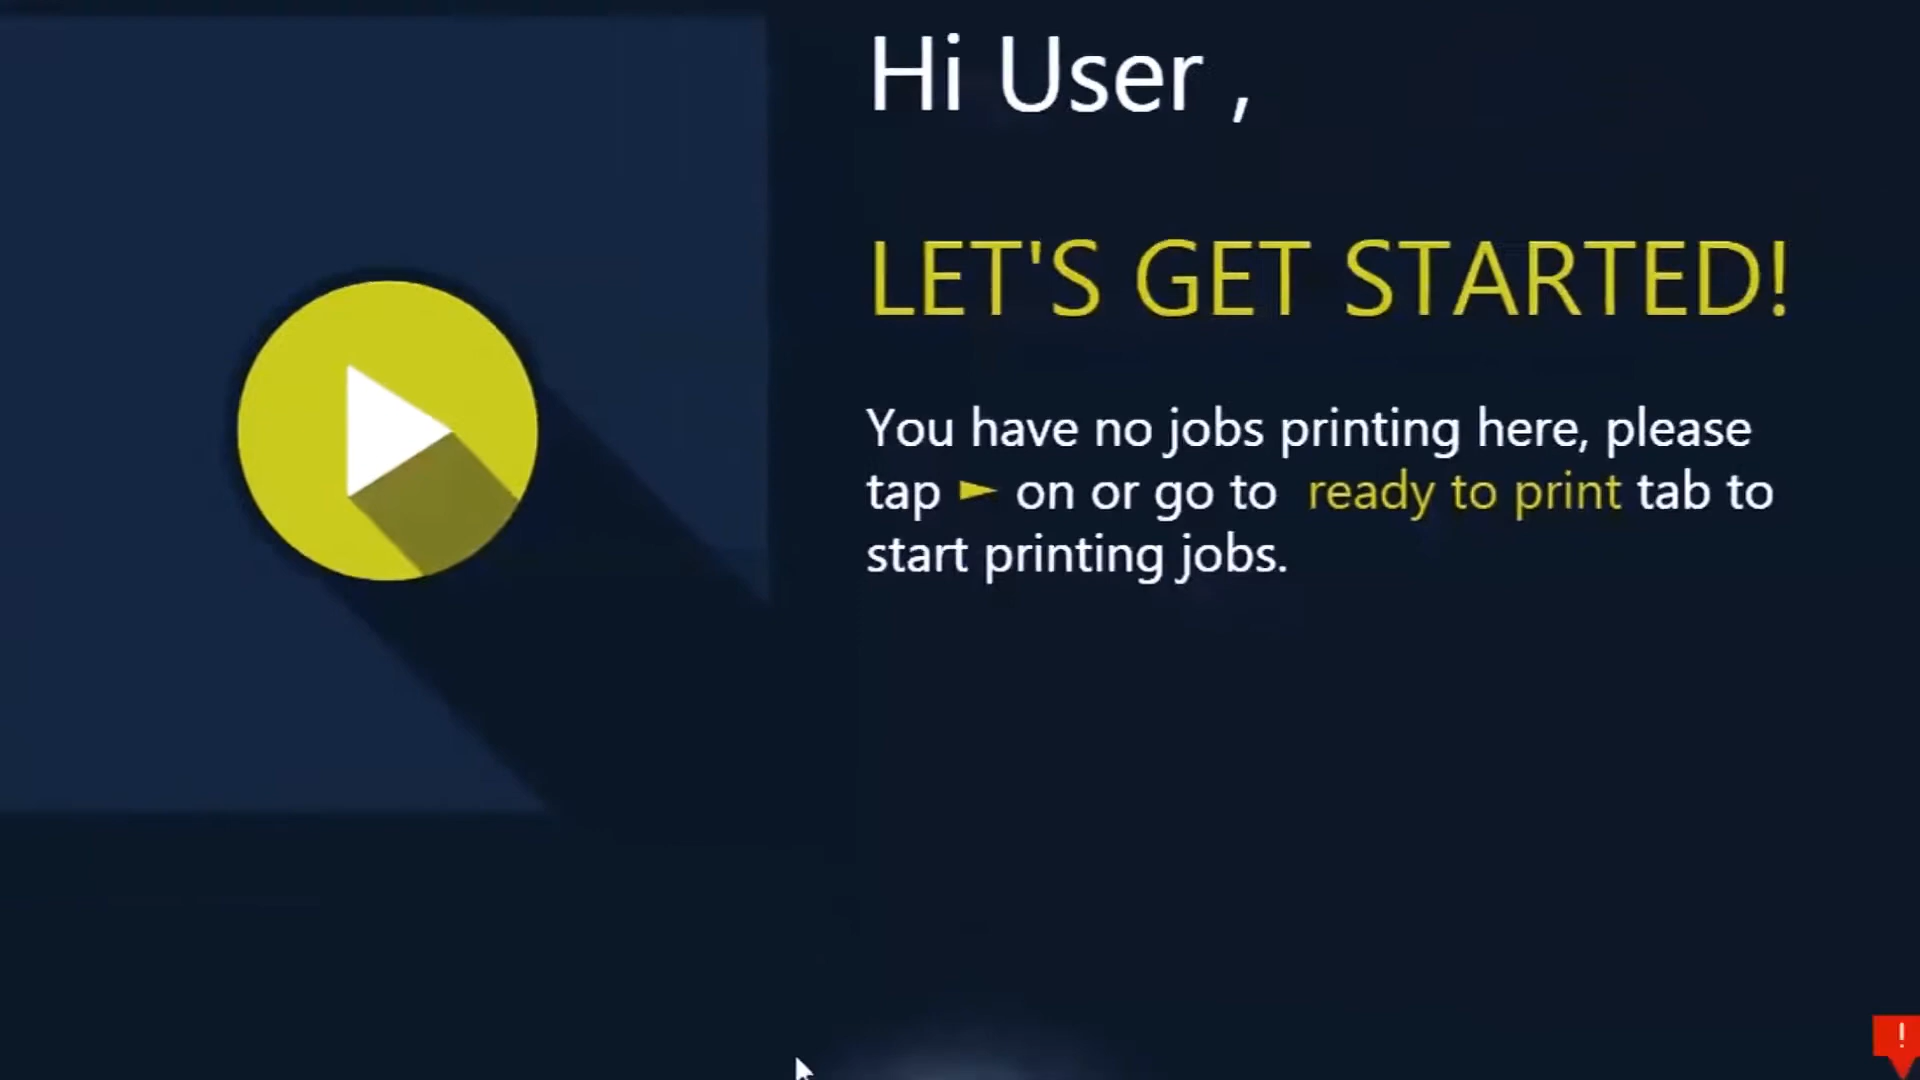 Hi User ,
LET'S GET STARTED!
You have no jobs printing here, please
tap ► on or go to ready to print tab to
start printing jobs.
!